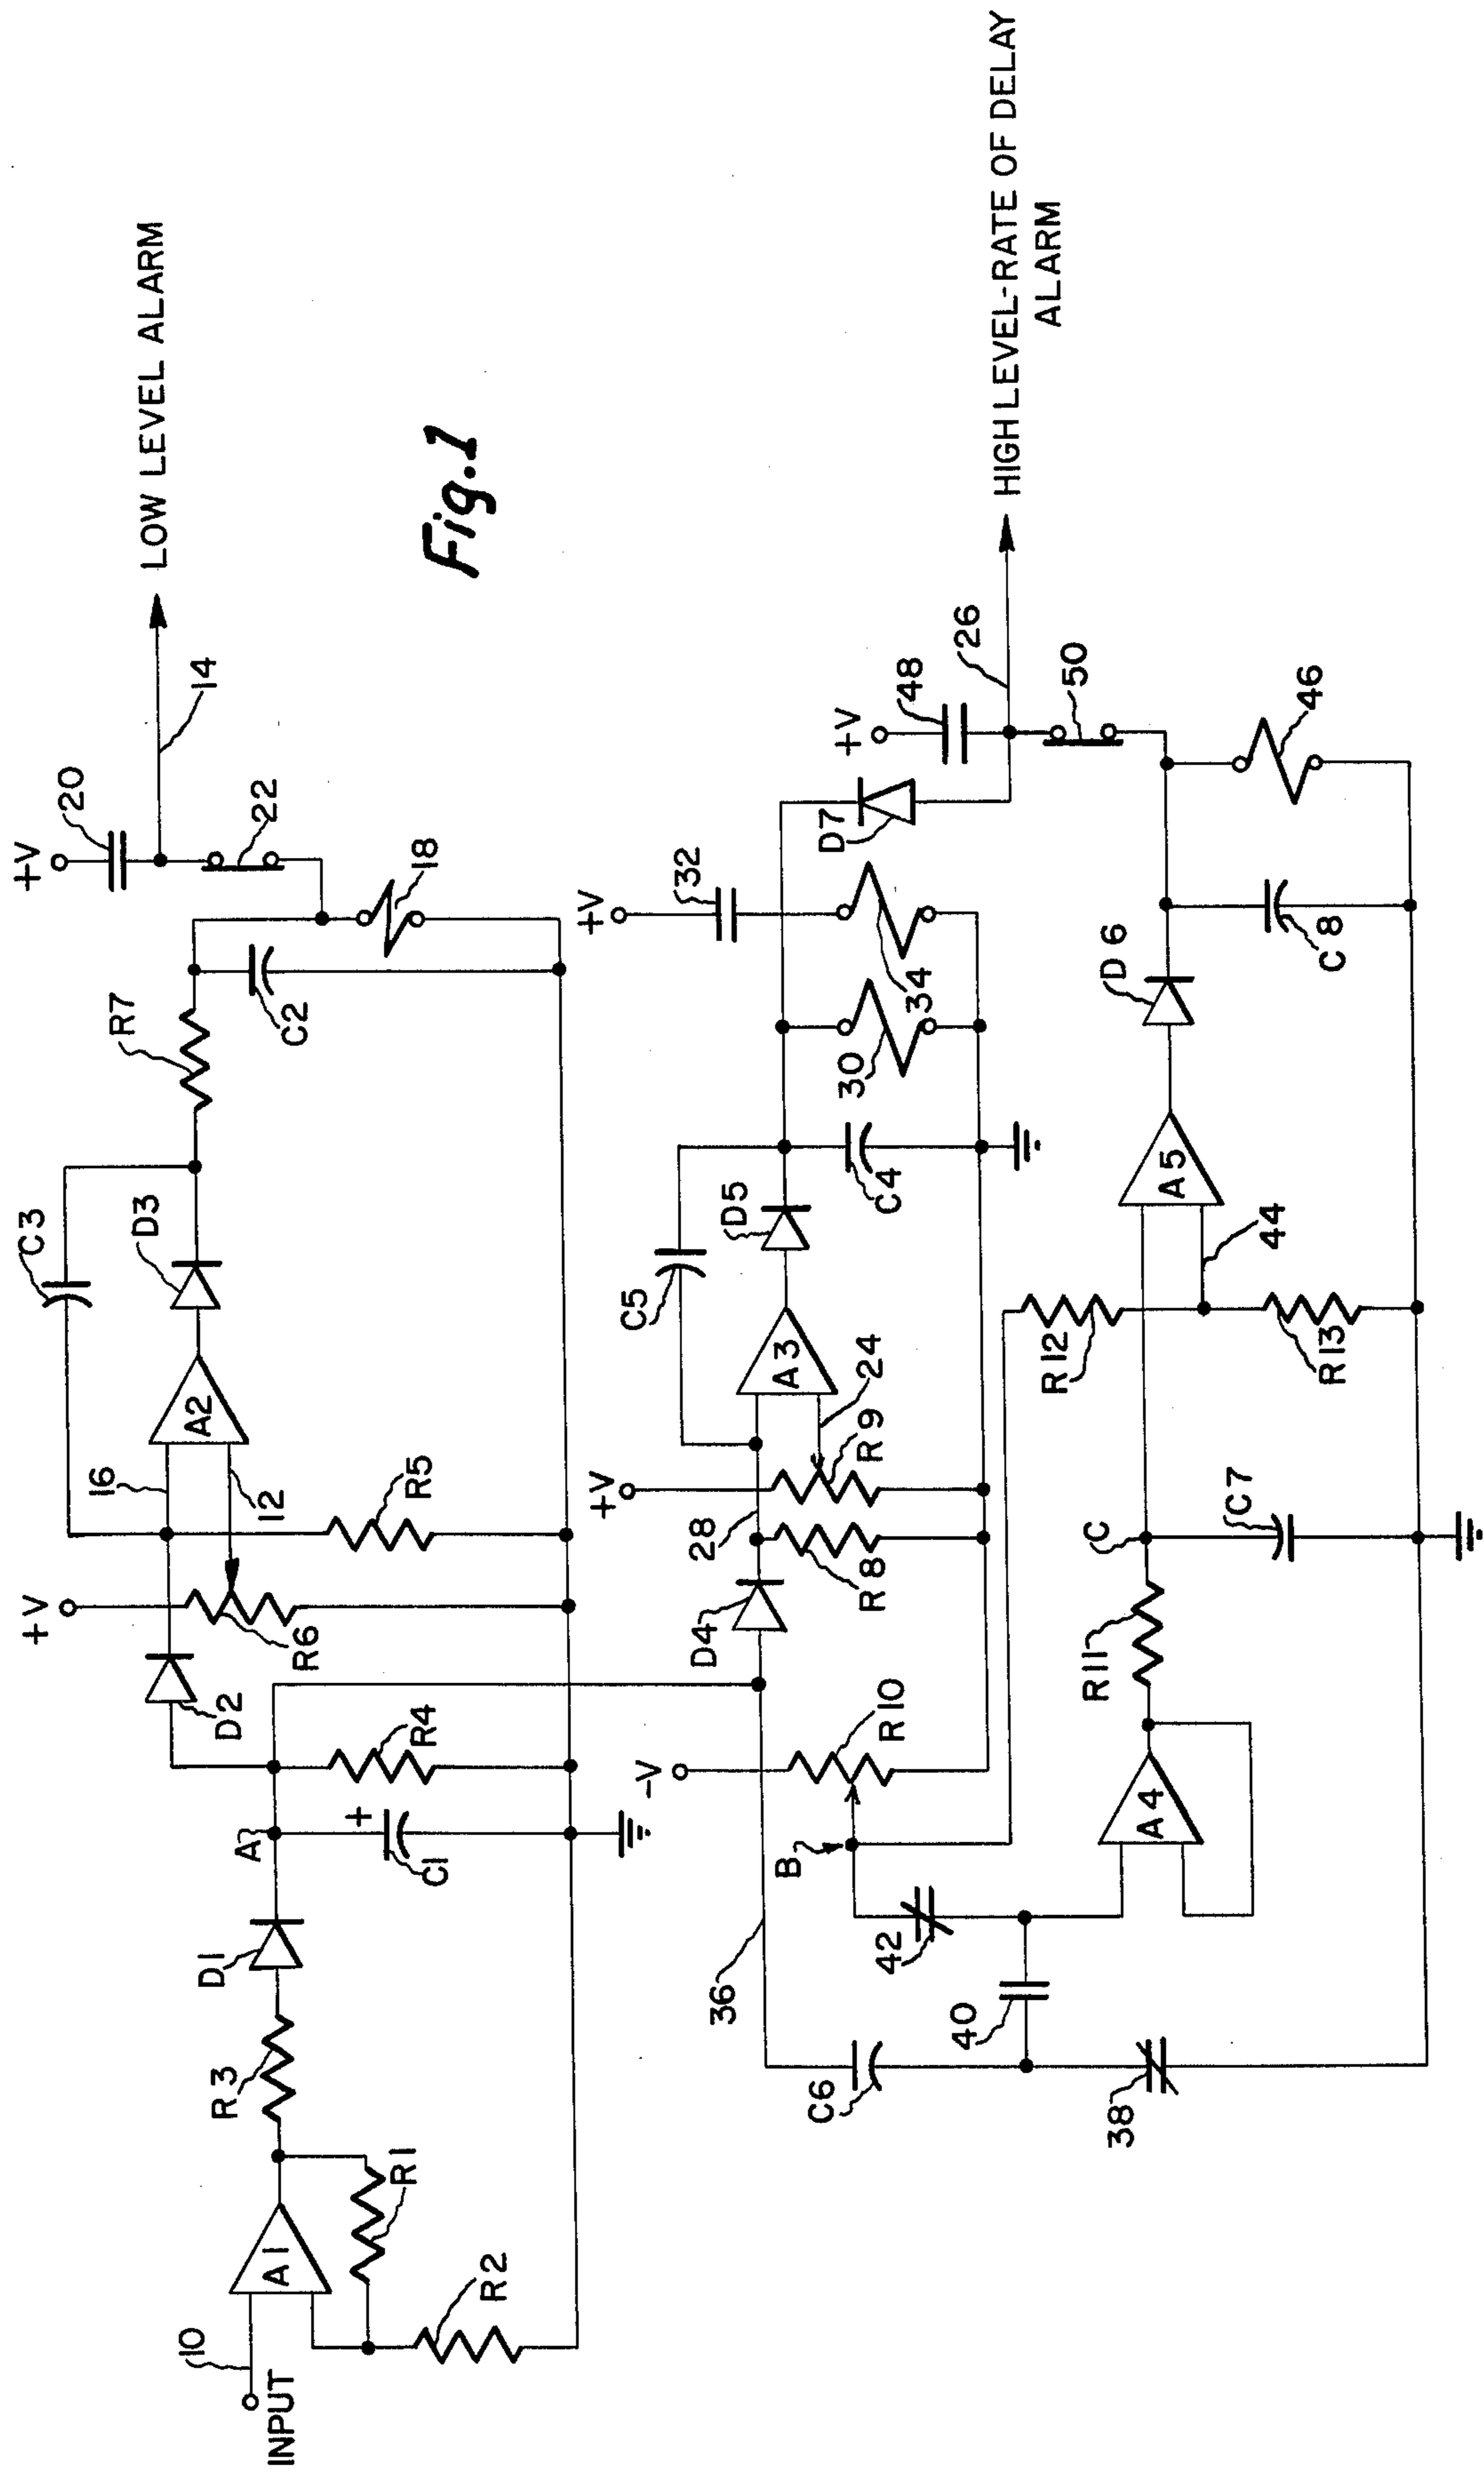 +V
20
LOW LEVEL ALARM
14
22
18
R7
C2
C3
D3
A2
16
12
R5
+V
R6
D2
R4
A
+
C1
D1
R3
A1
R1
R2
10
INPUT
Fig.1
+V
48
26
HIGH LEVEL-RATE OF DELAY
ALARM
50
46
D7
+V
32
34
30
C5
D5
C4
A3
24
R9
+V
28
R8
D4
-V
R10
B
36
42
40
C6
38
D6
C8
A5
44
R12
R13
C
C7
R11
A4